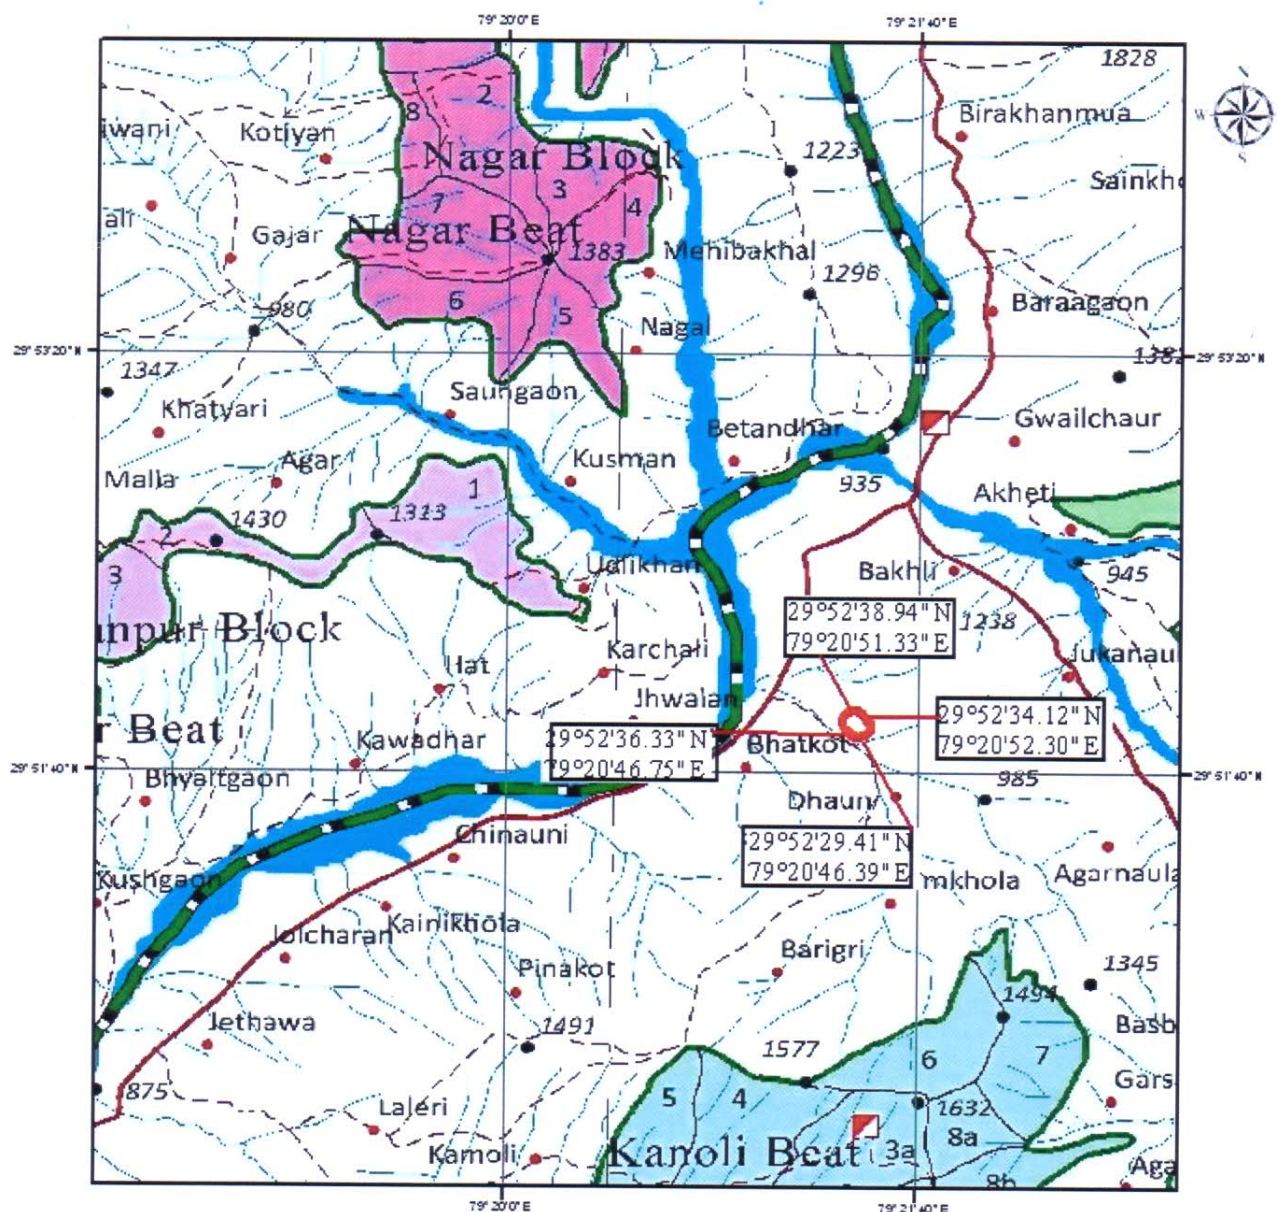 79°20'0"E
79°21'40"E
1828
N
W
S
8
2
Birakhanmua
iwani
Kotiyan
Nagar Block
1223
3
Sainkh
7
4
ali
Gajar
Nagar Beat
1383
Mehibakhal
1296
6
5
Baraagaon
980
Nagal
29°53'20"N
29°53'20"N
138
1347
Saungaon
Khatyari
Betandhar
Gwailchaur
Agar
Kusman
Malla
1
935
Akheti
1430
1313
2
3
Udlikhan
Bakhli
945
29°52'38.94"N
79°20'51.33"E
1238
anpur Block
Karchali
Jukanaul
Hat
Jhwalan
29°52'34.12"N
79°20'52.30"E
r Beat
29°52'36.33"N
79°20'46.75"E
Kawadhar
Bhatkot
29°51'40"N
29°51'40"N
Bhyartgaon
985
Dhaun
Chinauni
29°52'29.41"N
79°20'46.39"E
Kushgaon
mkhola
Agarnaula
Kainikhola
Jolcharan
Barigri
Pinakot
1345
1494
Jethawa
1491
Basb
1577
6
7
875
5
4
Gars
Laleri
1632
8a
Kamoli
Kanoli Beat
3a
Aga
8b
79°20'0"E
79°21'40"E